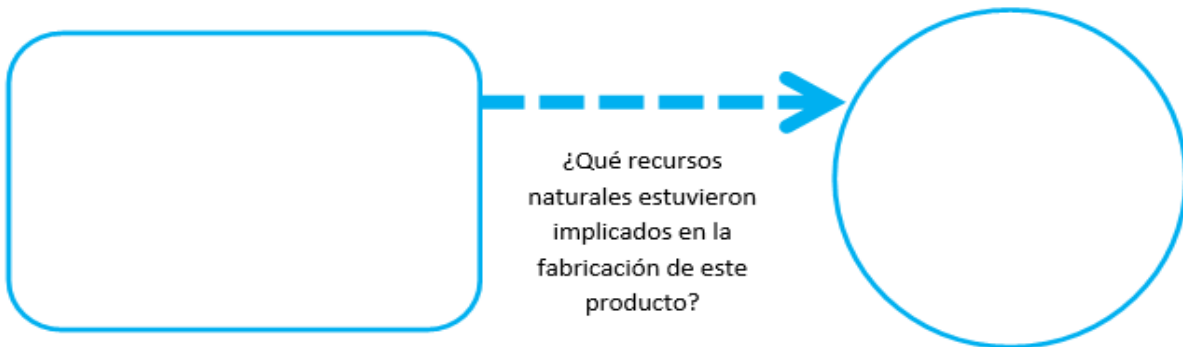 ¿Qué recursos
naturales estuvieron
implicados en la
fabricación de este
producto?